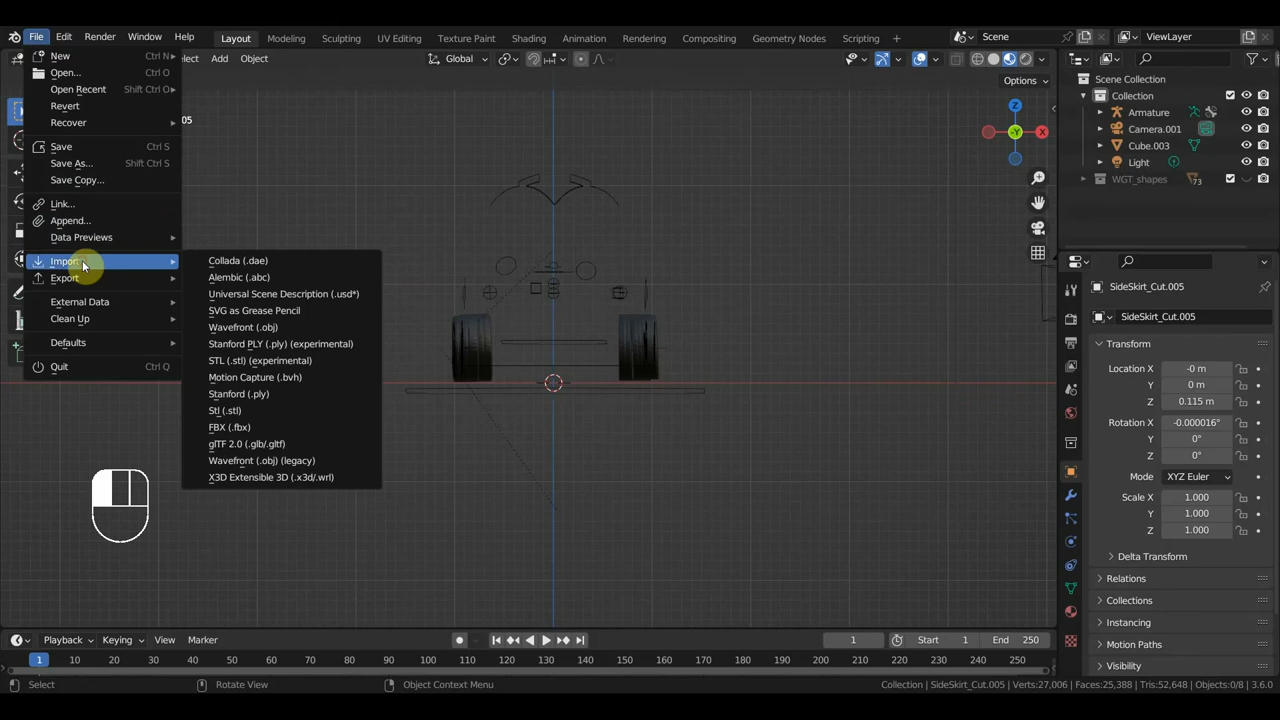 File Edit Render Window Help
Layout Modeling Sculpting UV Editing Texture Paint Shading Animation Rendering Compositing Geometry Nodes Scripting
Scene
ViewLayer
New Ctrl N
Open... Ctrl O
Open Recent Shift Ctrl O
Revert
Recover
Save Ctrl S
Save As... Shift Ctrl S
Save Copy...
Link...
Append...
Data Previews
Import
Export
External Data
Clean Up
Defaults
Quit Ctrl Q
Collada (.dae)
Alembic (.abc)
Universal Scene Description (.usd*)
SVG as Grease Pencil
Wavefront (.obj)
Stanford PLY (.ply) (experimental)
STL (.stl) (experimental)
Motion Capture (.bvh)
Stanford (.ply)
Stl (.stl)
FBX (.fbx)
glTF 2.0 (.glb/.gltf)
Wavefront (.obj) (legacy)
X3D Extensible 3D (.x3d/.wrl)
Add Object
Global
Options
05
Z
-Y
X
Scene Collection
Collection
Armature
Camera.001
Cube.003
Light
WGT_shapes 73
SideSkirt_Cut.005
SideSkirt_Cut.005
Transform
Location X -0 m
Y 0 m
Z 0.115 m
Rotation X -0.000016°
Y 0°
Z 0°
Mode XYZ Euler
Scale X 1.000
Y 1.000
Z 1.000
Delta Transform
Relations
Collections
Instancing
Motion Paths
Visibility
Playback Keying View Marker
1 Start 1 End 250
1 10 20 30 40 50 60 70 80 90 100 110 120 130 140 150 160 170 180 190 200 210 220 230 240 250
Select Rotate View Object Context Menu
Collection | SideSkirt_Cut.005 | Verts:27,006 | Faces:25,388 | Tris:52,648 | Objects:0/8 | 3.6.0